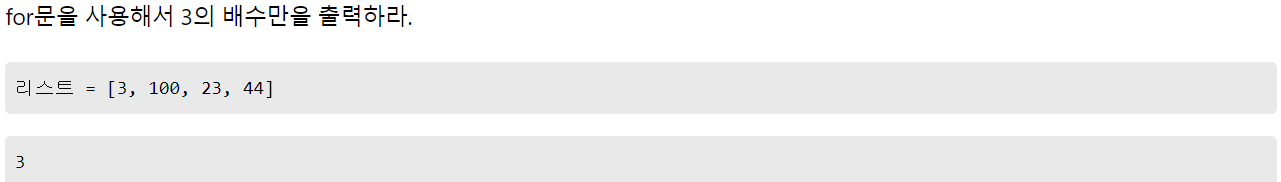 for문을 사용해서 3의 배수만을 출력하라.
리스트 = [3, 100, 23, 44]
3